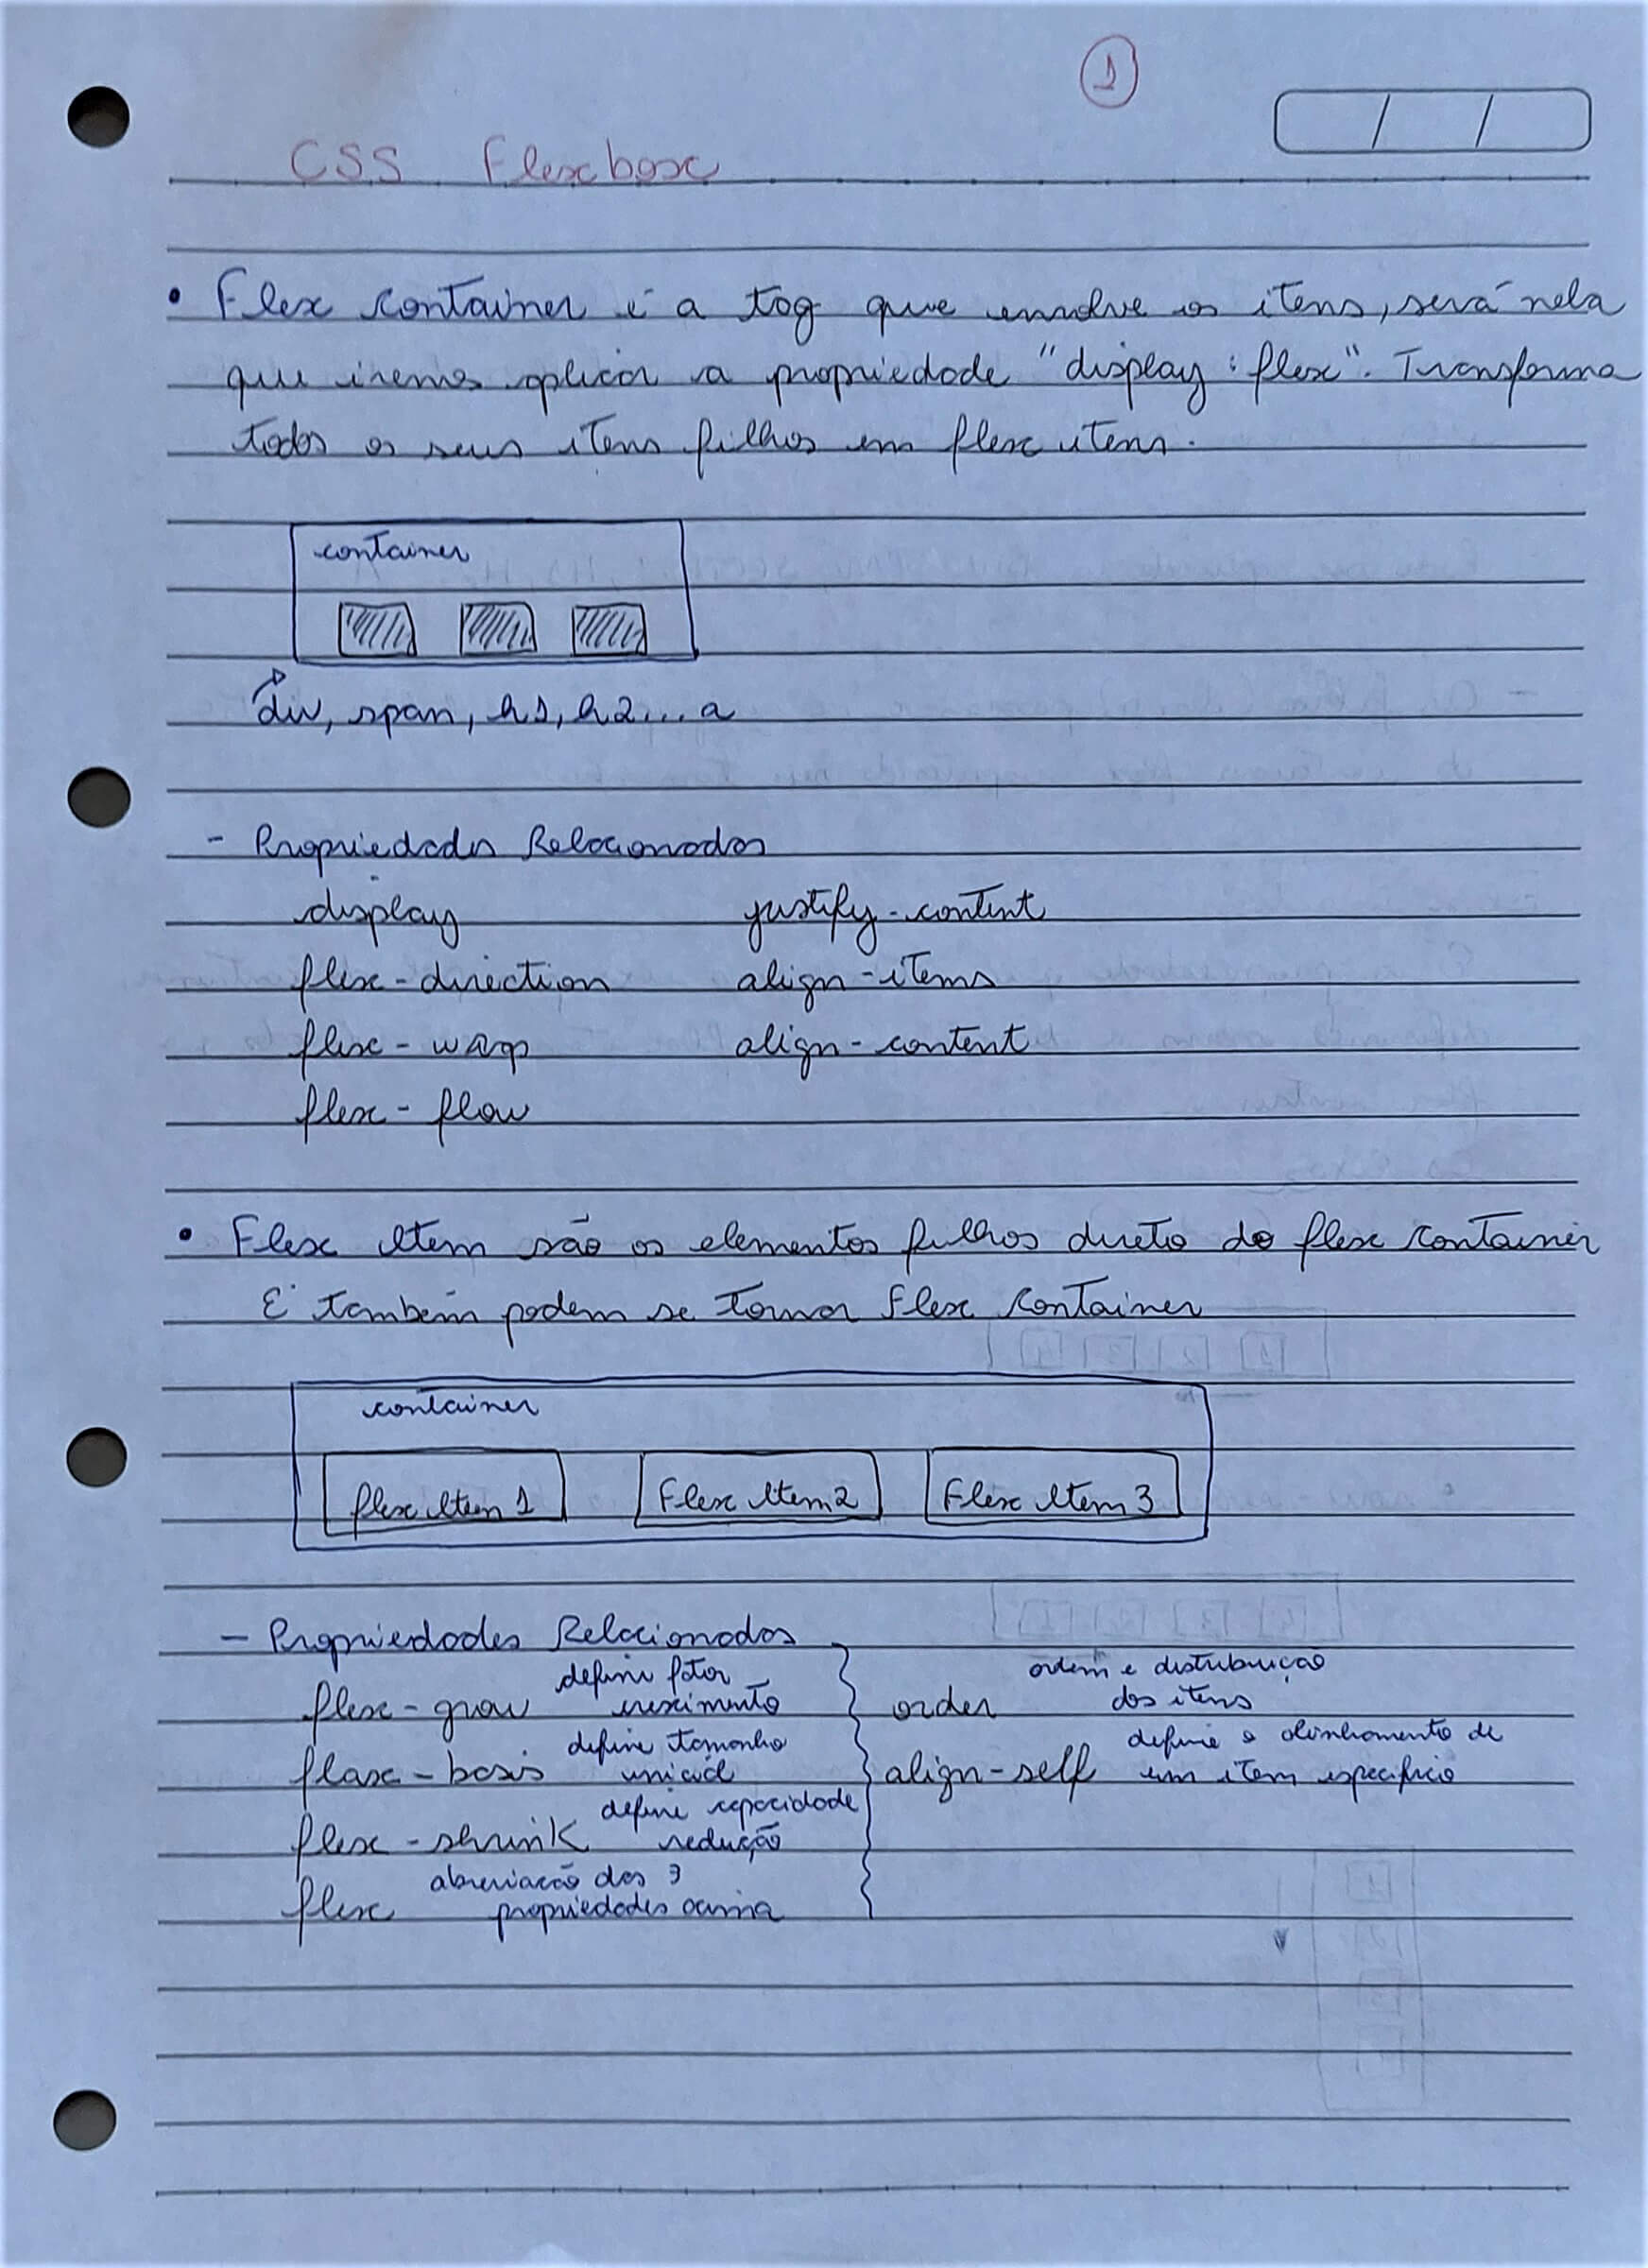 1
CSS Flexbox
• Flex Container é a tag que envolve os itens, será nela
que iremos aplicar a propriedade "display: flex". Transforma
todos os seus itens filhos em flex itens.
container
div, span, h1, h2... a
- Propriedades Relacionadas
display justify-content
flex-direction align-items
flex-wrap align-content
flex-flow
• Flex Item são os elementos filhos direto do flex container
E também podem se tornar Flex Container
container
flex Item 1 Flex Item 2 Flex Item 3
- Propriedades Relacionados
flex-grow define fator crescimento
order ordem e distribuição dos itens
flax-basis define tamanho
align-self define o alinhamento de um item especifico
flex-shrink define capacidade redução
flex abreviação das 3 propriedades acima